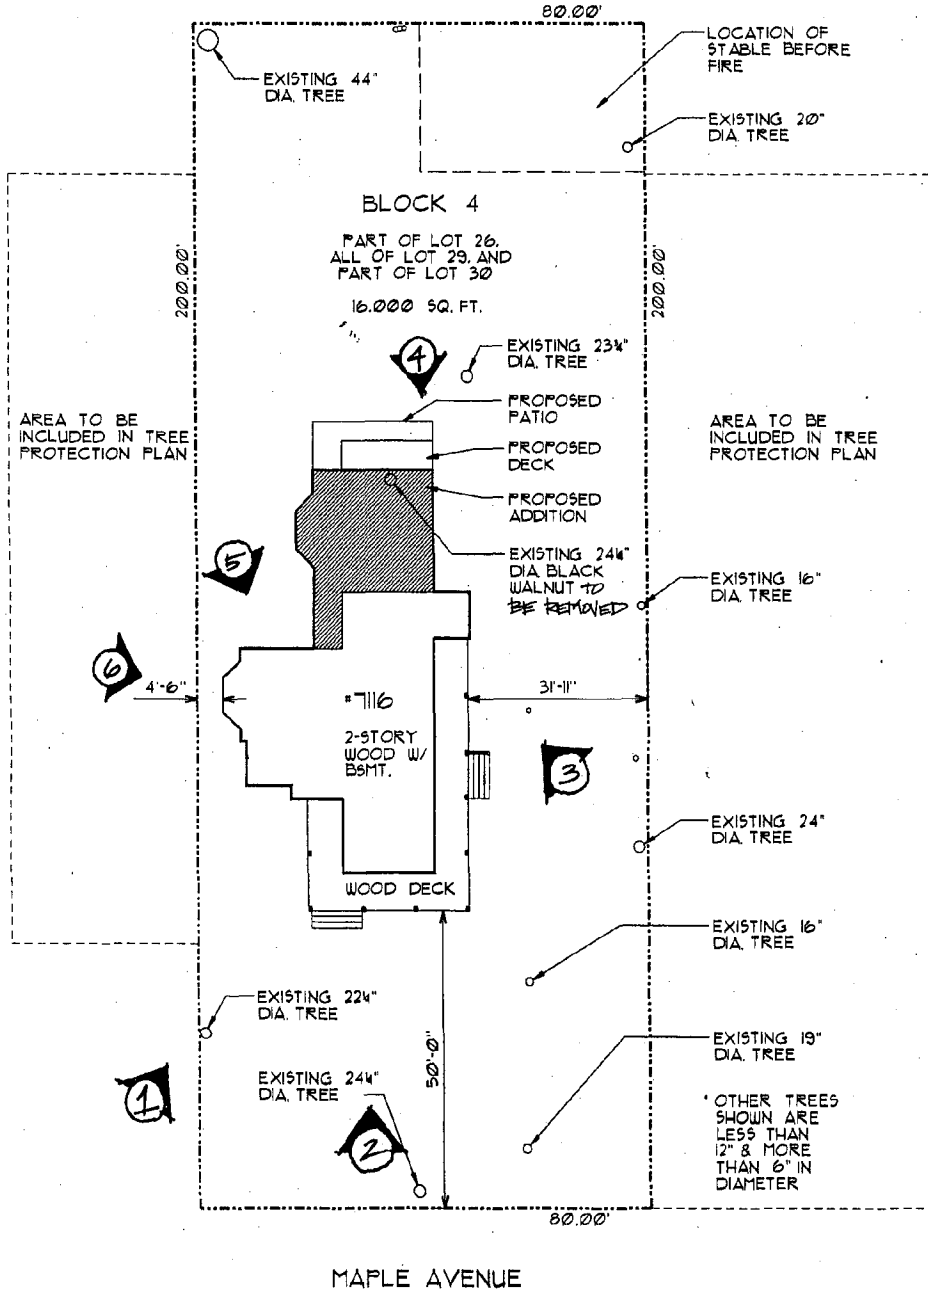 80.00'
LOCATION OF
STABLE BEFORE
FIRE
EXISTING 44"
DIA. TREE
EXISTING 20"
DIA. TREE
BLOCK 4
PART OF LOT 26,
ALL OF LOT 29, AND
PART OF LOT 30
16,000 SQ. FT.
200.00'
200.00'
4
EXISTING 23¼"
DIA. TREE
PROPOSED
PATIO
AREA TO BE
INCLUDED IN TREE
PROTECTION PLAN
AREA TO BE
INCLUDED IN TREE
PROTECTION PLAN
PROPOSED
DECK
PROPOSED
ADDITION
5
EXISTING 24¼"
DIA. BLACK
WALNUT TO
BE REMOVED
EXISTING 16"
DIA. TREE
6
4'-6"
31'-11"
#7116
2-STORY
WOOD W/
BSMT.
3
EXISTING 24"
DIA. TREE
WOOD DECK
EXISTING 16"
DIA. TREE
EXISTING 22¼"
DIA. TREE
50'-0"
EXISTING 19"
DIA. TREE
EXISTING 24¼"
DIA. TREE
1
2
* OTHER TREES
SHOWN ARE
LESS THAN
12" & MORE
THAN 6" IN
DIAMETER
80.00'
MAPLE AVENUE